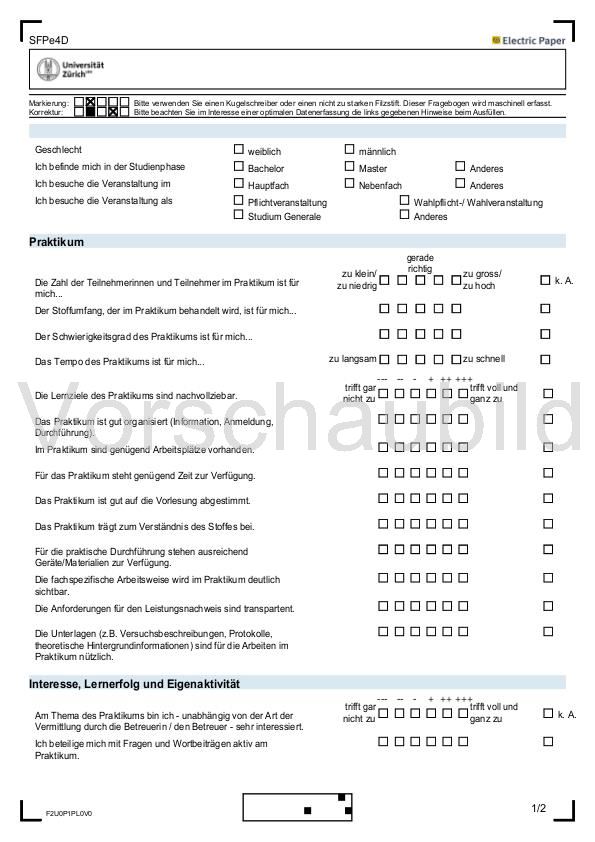 SFPe4D
Electric Paper
Universität
Zürich UZH
Markierung: Bitte verwenden Sie einen Kugelschreiber oder einen nicht zu starken Filzstift. Dieser Fragebogen wird maschinell erfasst.
Korrektur: Bitte beachten Sie im Interesse einer optimalen Datenerfassung die links gegebenen Hinweise beim Ausfüllen.
Geschlecht weiblich männlich
Ich befinde mich in der Studienphase Bachelor Master Anderes
Ich besuche die Veranstaltung im Hauptfach Nebenfach Anderes
Ich besuche die Veranstaltung als Pflichtveranstaltung Wahlpflicht-/ Wahlveranstaltung
Studium Generale Anderes
Praktikum
gerade
richtig
zu klein/ zu gross/
zu niedrig zu hoch k. A.
Die Zahl der Teilnehmerinnen und Teilnehmer im Praktikum ist für
mich...
Der Stoffumfang, der im Praktikum behandelt wird, ist für mich...
Der Schwierigkeitsgrad des Praktikums ist für mich...
Das Tempo des Praktikums ist für mich... zu langsam zu schnell
--- -- - + ++ +++
trifft gar trifft voll und
nicht zu ganz zu
Die Lernziele des Praktikums sind nachvollziebar.
Vorschaubild
Das Praktikum ist gut organisiert (Information, Anmeldung,
Durchführung).
Im Praktikum sind genügend Arbeitsplätze vorhanden.
Für das Praktikum steht genügend Zeit zur Verfügung.
Das Praktikum ist gut auf die Vorlesung abgestimmt.
Das Praktikum trägt zum Verständnis des Stoffes bei.
Für die praktische Durchführung stehen ausreichend
Geräte/Materialien zur Verfügung.
Die fachspezifische Arbeitsweise wird im Praktikum deutlich
sichtbar.
Die Anforderungen für den Leistungsnachweis sind transpartent.
Die Unterlagen (z.B. Versuchsbeschreibungen, Protokolle,
theoretische Hintergrundinformationen) sind für die Arbeiten im
Praktikum nützlich.
Interesse, Lernerfolg und Eigenaktivität
--- -- - + ++ +++
trifft gar trifft voll und
nicht zu ganz zu k. A.
Am Thema des Praktikums bin ich - unabhängig von der Art der
Vermittlung durch die Betreuerin / den Betreuer - sehr interessiert.
Ich beteilige mich mit Fragen und Wortbeiträgen aktiv am
Praktikum.
F2U0P1PL0V0
1/2